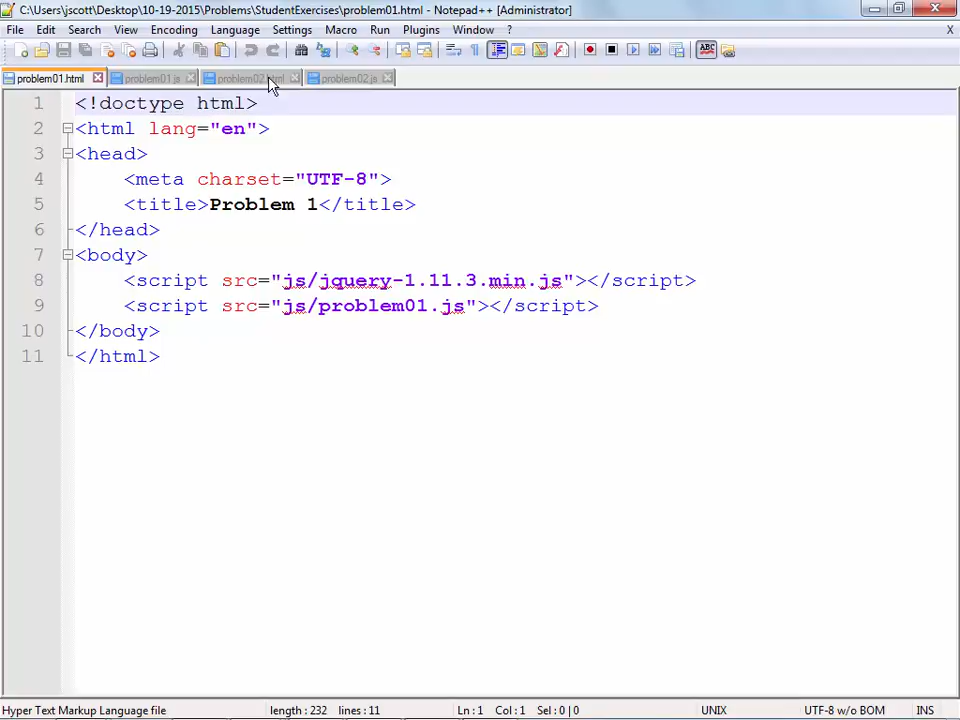 C:\Users\jscott\Desktop\10-19-2015\Problems\StudentExercises\problem01.html - Notepad++ [Administrator]
File Edit Search View Encoding Language Settings Macro Run Plugins Window ? X
problem01.html problem01.js problem02.html problem02.js
1 <!doctype html>
2 <html lang="en">
3 <head>
4 <meta charset="UTF-8">
5 <title>Problem 1</title>
6 </head>
7 <body>
8 <script src="js/jquery-1.11.3.min.js"></script>
9 <script src="js/problem01.js"></script>
10 </body>
11 </html>
Hyper Text Markup Language file length : 232 lines : 11 Ln : 1 Col : 1 Sel : 0 | 0 UNIX UTF-8 w/o BOM INS